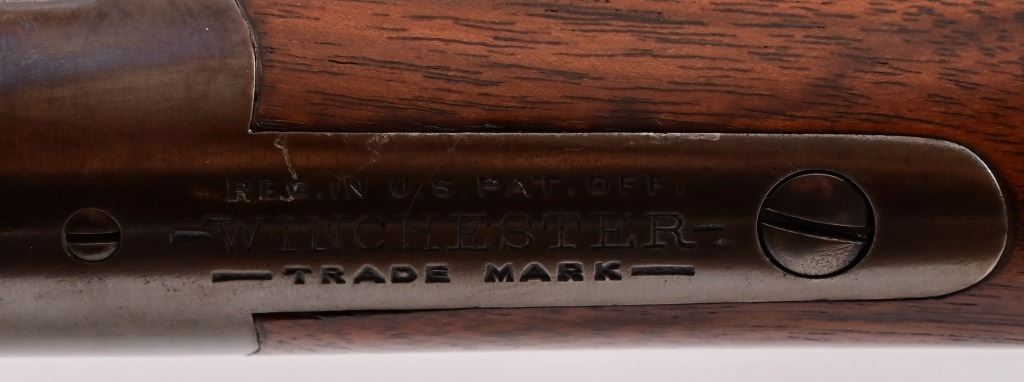 REG. IN U.S. PAT. OFF.
-WINCHESTER-
— TRADE MARK —